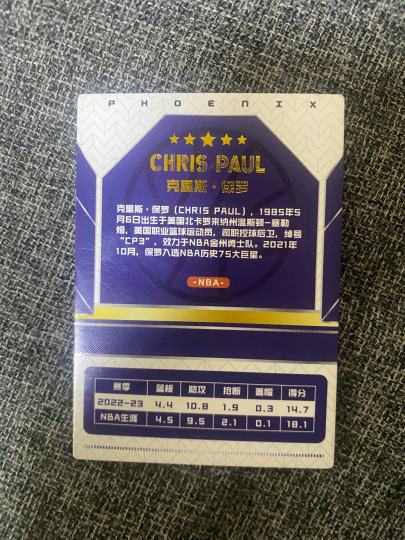 PHOENIX
CHRIS PAUL
克里斯·保罗
克里斯·保罗（CHRIS PAUL），1985年5
月6日出生于美国北卡罗来纳州温斯顿-塞勒
姆，美国职业篮球运动员，司职控球后卫，绰号
“CP3”，效力于NBA金州勇士队。2021年
10月，保罗入选NBA历史75大巨星。
-NBA-
赛季 篮板 助攻 抢断 盖帽 得分
2022-23 4.4 10.8 1.9 0.3 14.7
NBA生涯 4.5 9.5 2.1 0.1 18.1